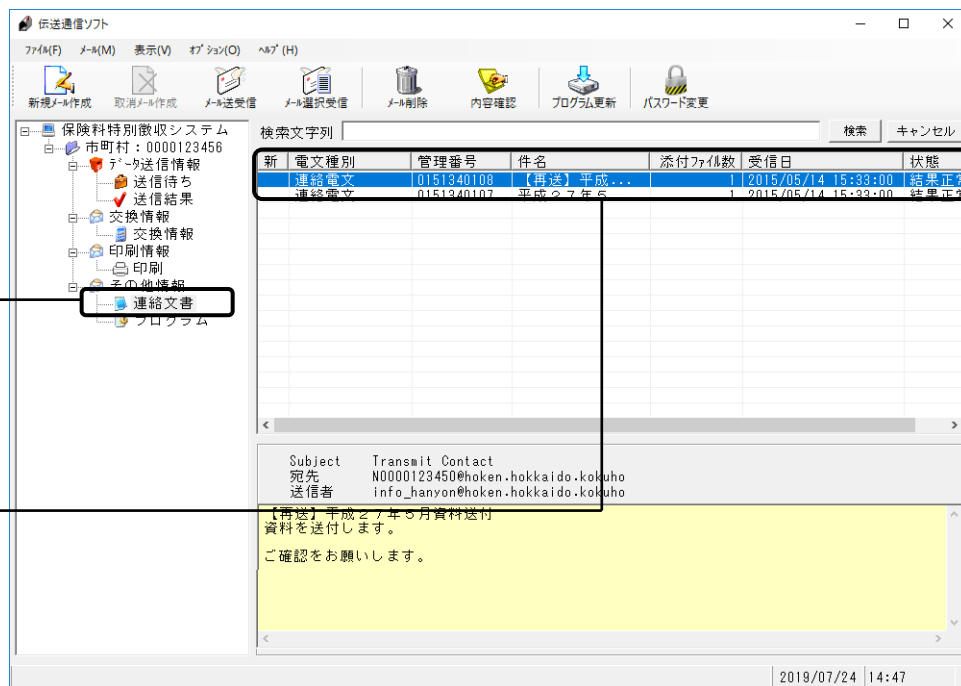 伝送通信ソフト
ﾌｧｲﾙ(F) ﾒｰﾙ(M) 表示(V) ｵﾌﾟｼｮﾝ(O) ﾍﾙﾌﾟ(H)
新規ﾒｰﾙ作成 取消ﾒｰﾙ作成 ﾒｰﾙ送受信 ﾒｰﾙ選択受信 ﾒｰﾙ削除 内容確認 ﾌﾟﾛｸﾞﾗﾑ更新 ﾊﾟｽﾜｰﾄﾞ変更
保険料特別徴収システム
市町村：0000123456
ﾃﾞｰﾀ送信情報
送信待ち
送信結果
交換情報
交換情報
印刷情報
印刷
その他情報
連絡文書
プログラム
検索文字列 検索 キャンセル
新 電文種別 管理番号 件名 添付ﾌｧｲﾙ数 受信日 状態
連絡電文 0151340108 【再送】平成... 1 2015/05/14 15:33:00 結果正常
連絡電文 0151340107 平成２７年５... 1 2015/05/14 15:33:00 結果正常
Subject Transmit Contact
宛先 N0000123450@hoken.hokkaido.kokuho
送信者 info_hanyon@hoken.hokkaido.kokuho
【再送】平成２７年５月資料送付
資料を送付します。
ご確認をお願いします。
2019/07/24 14:47